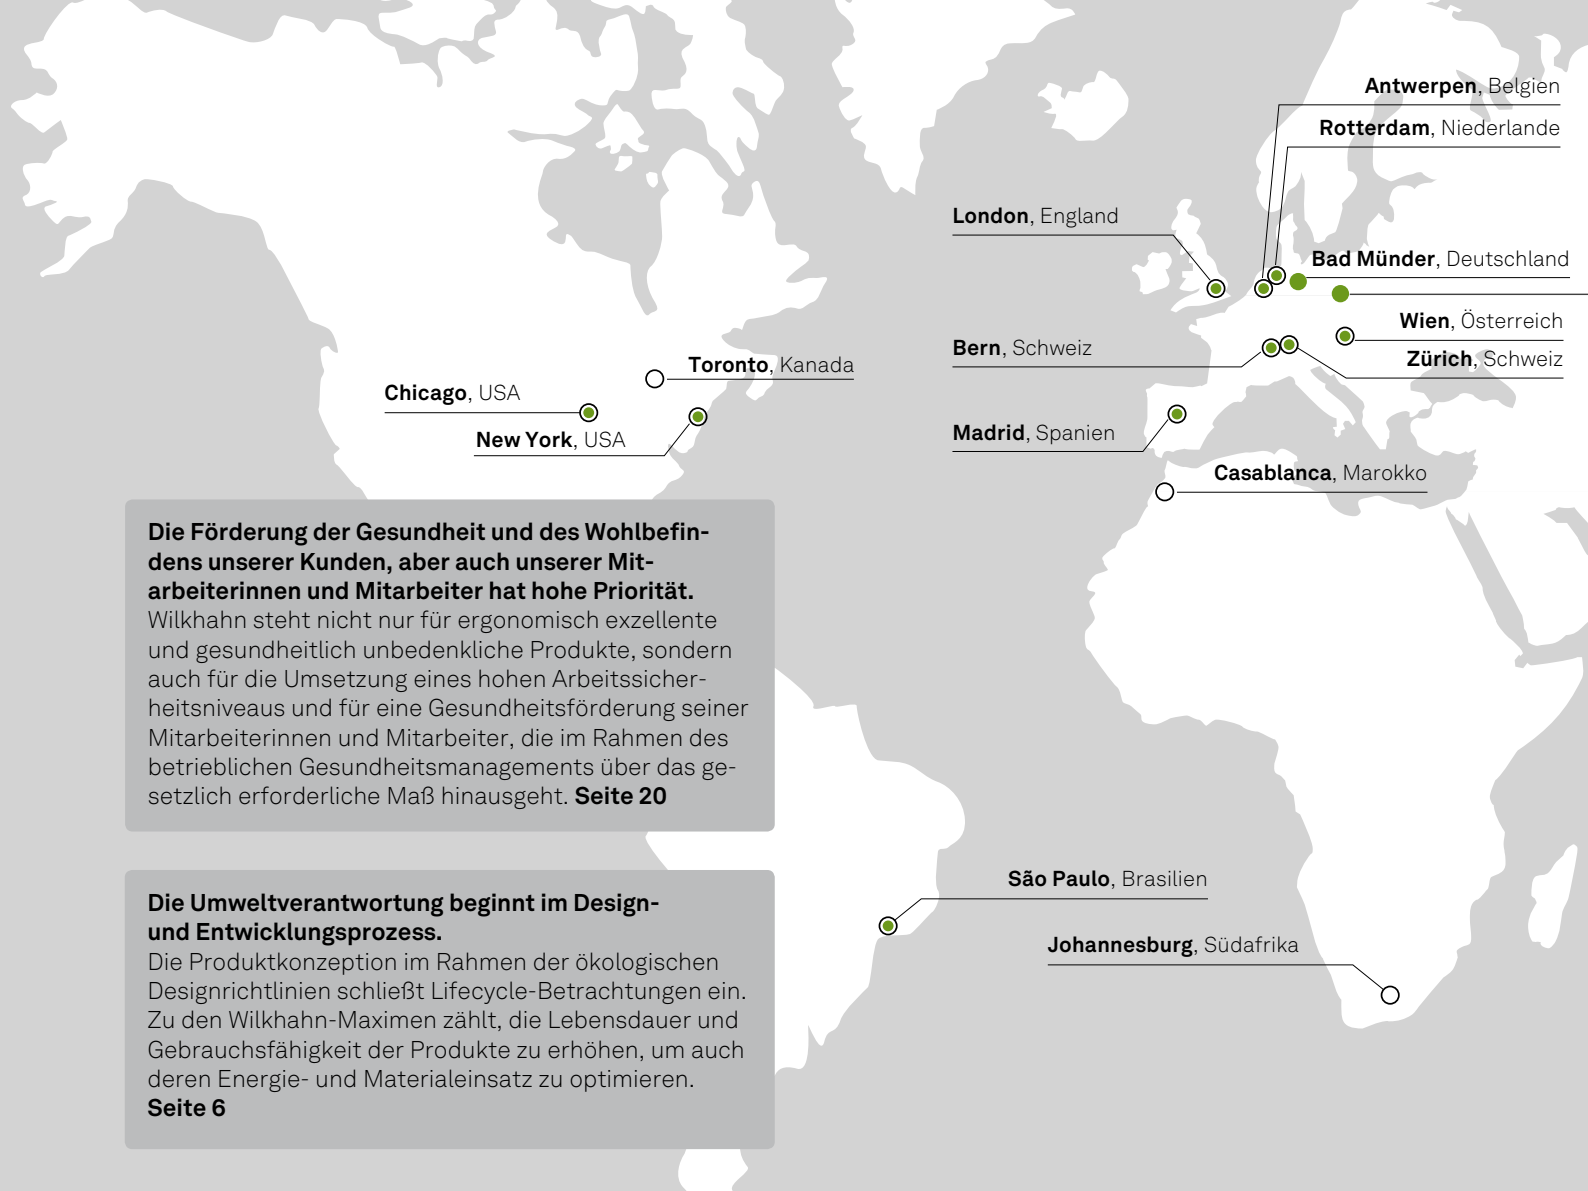 Antwerpen, Belgien
Rotterdam, Niederlande
London, England
Bad Münder, Deutschland
Wien, Österreich
Bern, Schweiz
Zürich, Schweiz
Toronto, Kanada
Chicago, USA
New York, USA
Madrid, Spanien
Casablanca, Marokko
Die Förderung der Gesundheit und des Wohlbefin-
dens unserer Kunden, aber auch unserer Mit-
arbeiterinnen und Mitarbeiter hat hohe Priorität.
Wilkhahn steht nicht nur für ergonomisch exzellente
und gesundheitlich unbedenkliche Produkte, sondern
auch für die Umsetzung eines hohen Arbeitssicher-
heitsniveaus und für eine Gesundheitsförderung seiner
Mitarbeiterinnen und Mitarbeiter, die im Rahmen des
betrieblichen Gesundheitsmanagements über das ge-
setzlich erforderliche Maß hinausgeht. Seite 20
São Paulo, Brasilien
Johannesburg, Südafrika
Die Umweltverantwortung beginnt im Design-
und Entwicklungsprozess.
Die Produktkonzeption im Rahmen der ökologischen
Designrichtlinien schließt Lifecycle-Betrachtungen ein.
Zu den Wilkhahn-Maximen zählt, die Lebensdauer und
Gebrauchsfähigkeit der Produkte zu erhöhen, um auch
deren Energie- und Materialeinsatz zu optimieren.
Seite 6